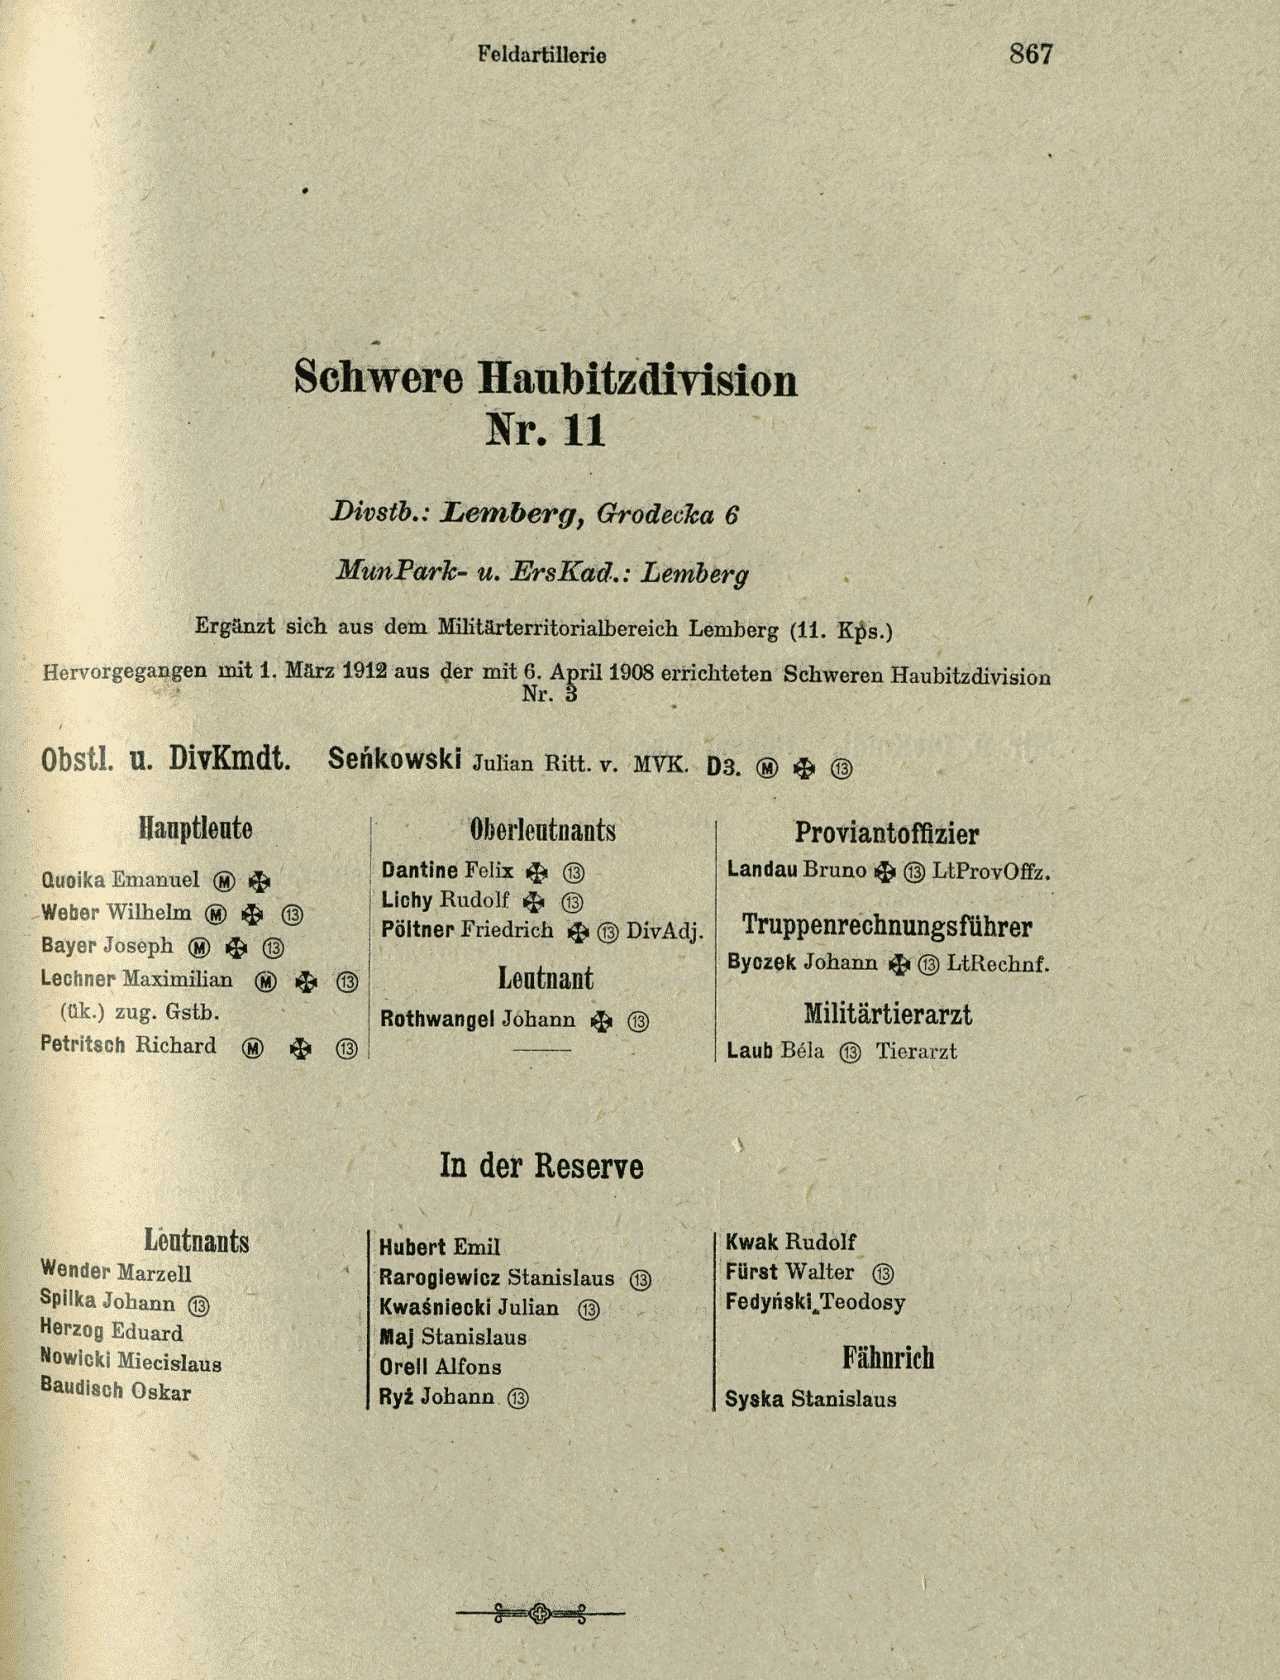 Feldartillerie
867
Schwere Haubitzdivision
Nr. 11
Divstb.: Lemberg, Grodecka 6
MunPark- u. ErsKad.: Lemberg
Ergänzt sich aus dem Militärterritorialbereich Lemberg (11. Kps.)
Hervorgegangen mit 1. März 1912 aus der mit 6. April 1908 errichteten Schweren Haubitzdivision
Nr. 3
Obstl. u. DivKmdt. Seńkowski Julian Ritt. v. MVK. D3. Ⓜ ✠ ⑬
Hauptleute
Quoika Emanuel Ⓜ ✠
Weber Wilhelm Ⓜ ✠ ⑬
Bayer Joseph Ⓜ ✠ ⑬
Lechner Maximilian Ⓜ ✠ ⑬
(ük.) zug. Gstb.
Petritsch Richard Ⓜ ✠ ⑬
Oberleutnants
Dantine Felix ✠ ⑬
Lichy Rudolf ✠ ⑬
Pöltner Friedrich ✠ ⑬ DivAdj.
Leutnant
Rothwangel Johann ✠ ⑬
Proviantoffizier
Landau Bruno ✠ ⑬ LtProvOffz.
Truppenrechnungsführer
Byczek Johann ✠ ⑬ LtRechnf.
Militärtierarzt
Laub Béla ⑬ Tierarzt
In der Reserve
Leutnants
Wender Marzell
Spilka Johann ⑬
Herzog Eduard
Nowicki Miecislaus
Baudisch Oskar
Hubert Emil
Rarogiewicz Stanislaus ⑬
Kwaśniecki Julian ⑬
Maj Stanislaus
Orell Alfons
Ryż Johann ⑬
Kwak Rudolf
Fürst Walter ⑬
Fedyński Teodosy
Fähnrich
Syska Stanislaus